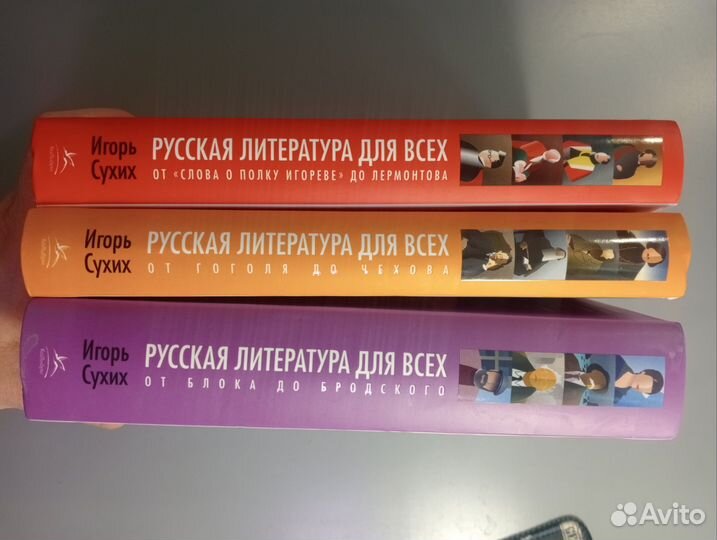 Игорь
Сухих
РУССКАЯ ЛИТЕРАТУРА ДЛЯ ВСЕХ
ОТ «СЛОВА О ПОЛКУ ИГОРЕВЕ» ДО ЛЕРМОНТОВА
Игорь
Сухих
РУССКАЯ ЛИТЕРАТУРА ДЛЯ ВСЕХ
ОТ ГОГОЛЯ ДО ЧЕХОВА
Игорь
Сухих
РУССКАЯ ЛИТЕРАТУРА ДЛЯ ВСЕХ
ОТ БЛОКА ДО БРОДСКОГО
Avito